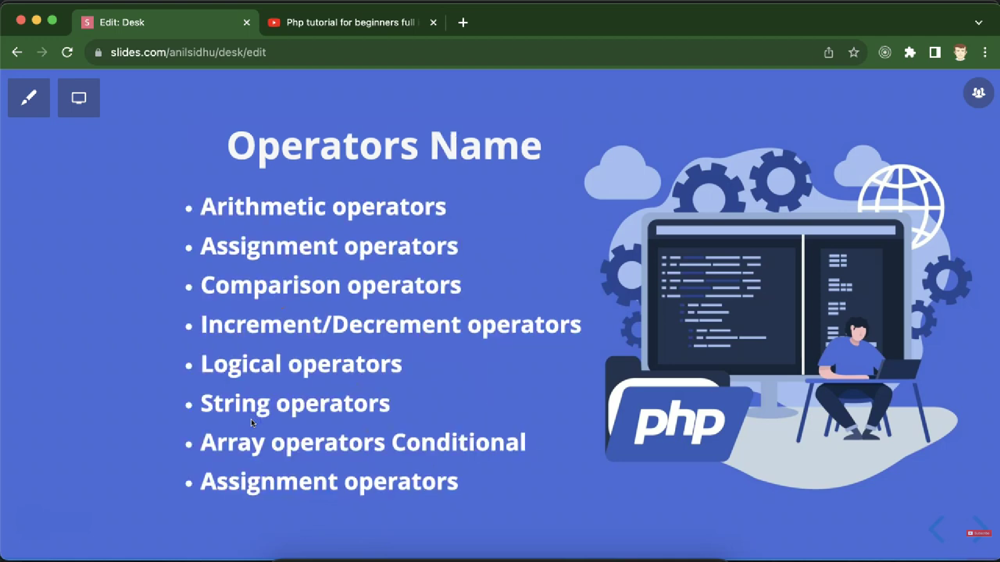 S Edit: Desk
Php tutorial for beginners full
slides.com/anilsidhu/desk/edit
Operators Name
• Arithmetic operators
• Assignment operators
• Comparison operators
• Increment/Decrement operators
• Logical operators
• String operators
• Array operators Conditional
• Assignment operators
php
Subscribe